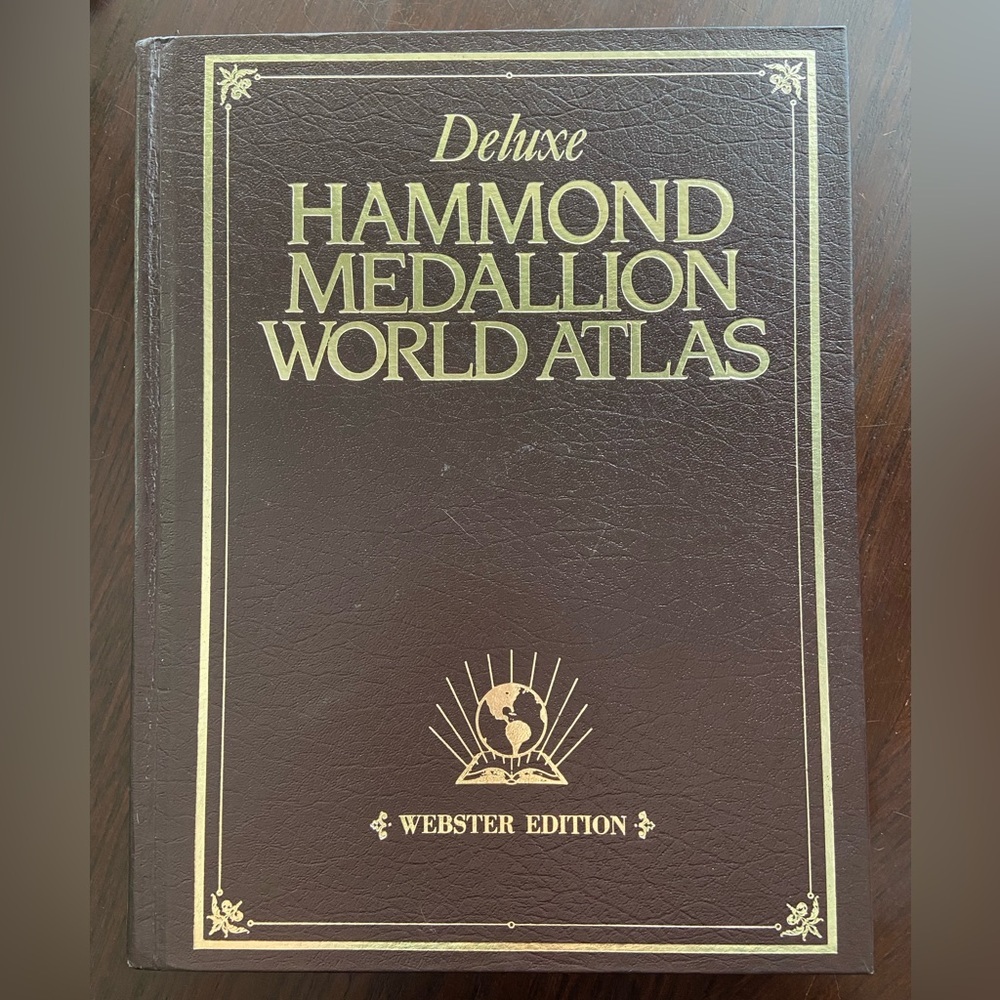 Deluxe
HAMMOND
MEDALLION
WORLD ATLAS
WEBSTER EDITION